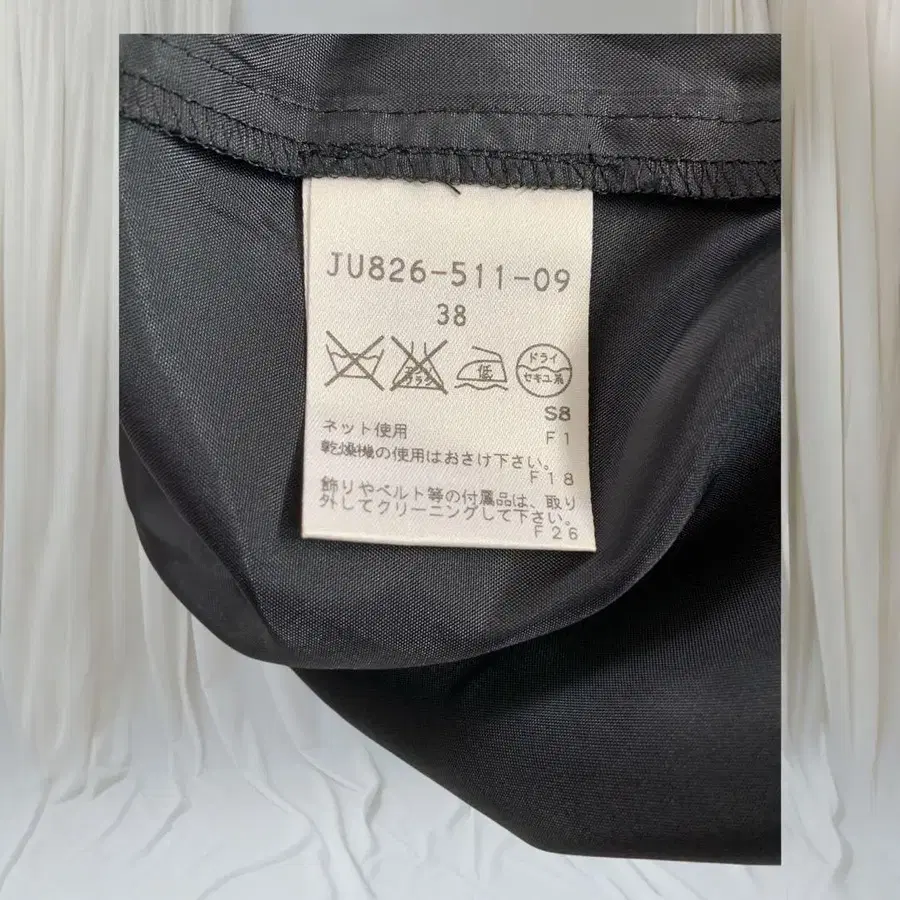 JU826-511-09
38
低
ドライ
セキユ系
S8
ネット使用
F1
乾燥機の使用はおさけ下さい。
F18
飾りやベルト等の付属品は、取り
外してクリーニングして下さい。
F26